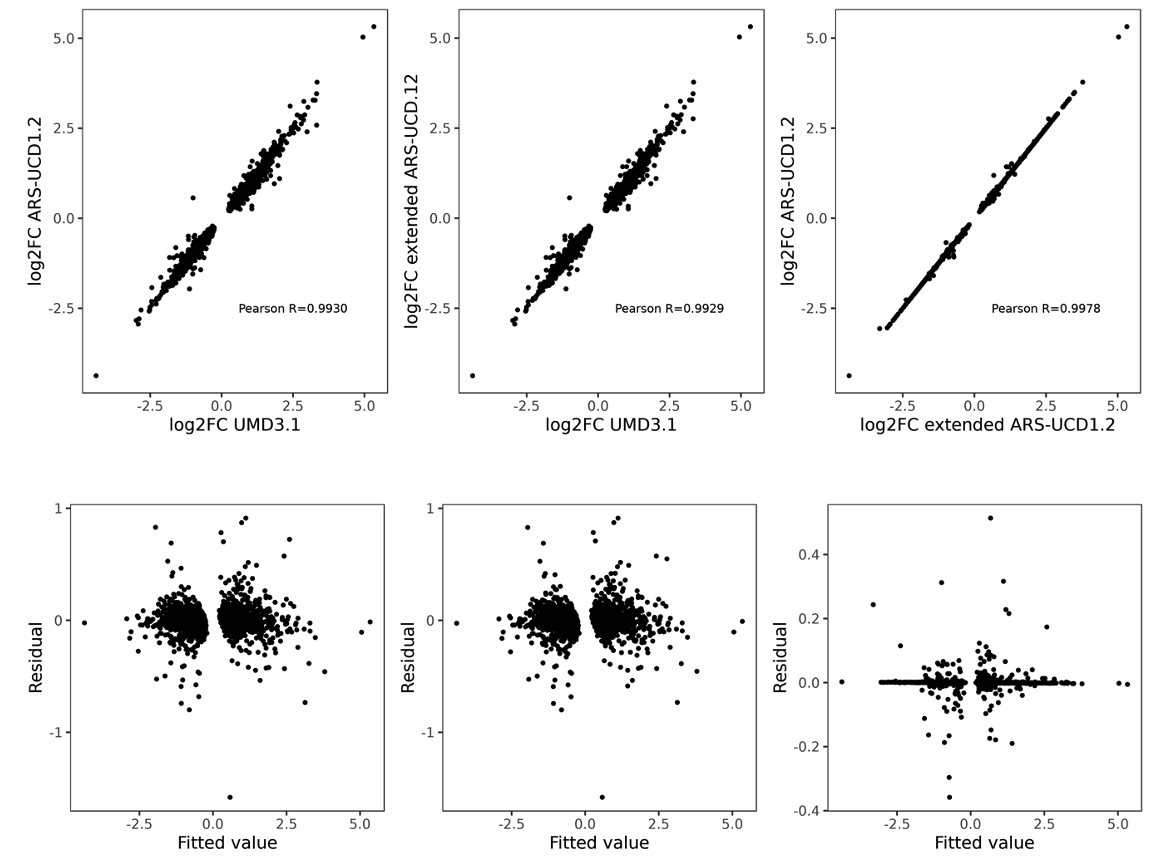 log2FC ARS-UCD1.2
5.0
2.5
0.0
-2.5
Pearson R=0.9930
-2.5 0.0 2.5 5.0
log2FC UMD3.1
log2FC extended ARS-UCD.12
5.0
2.5
0.0
-2.5
Pearson R=0.9929
-2.5 0.0 2.5 5.0
log2FC UMD3.1
log2FC ARS-UCD1.2
5.0
2.5
0.0
-2.5
Pearson R=0.9978
-2.5 0.0 2.5 5.0
log2FC extended ARS-UCD1.2
Residual
1
0
-1
-2.5 0.0 2.5 5.0
Fitted value
Residual
1
0
-1
-2.5 0.0 2.5 5.0
Fitted value
Residual
0.4
0.2
0.0
-0.2
-0.4
-2.5 0.0 2.5 5.0
Fitted value